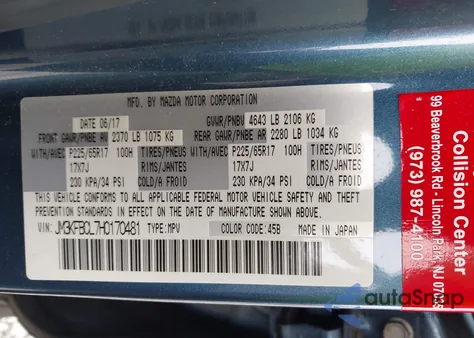 MFD. BY MAZDA MOTOR CORPORATION
DATE 06/17 GVWR/PNBV 4643 LB 2106 KG
FRONT GAWR/PNBE AV 2370 LB 1075 KG REAR GAWR/PNBE AR 2280 LB 1034 KG
WITH/AVEC P225/65R17 100H TIRES/PNEUS WITH/AVEC P225/65R17 100H TIRES/PNEUS
17X7J RIMS/JANTES 17X7J RIMS/JANTES
230 KPA/34 PSI COLD/A FROID 230 KPA/34 PSI COLD/A FROID
THIS VEHICLE CONFORMS TO ALL APPLICABLE FEDERAL MOTOR VEHICLE SAFETY AND THEFT
PREVENTION STANDARDS IN EFFECT ON THE DATE OF MANUFACTURE SHOWN ABOVE.
VIN: JM3KFBCL7H0170481 TYPE:MPV COLOR CODE:45B MADE IN JAPAN
Collision Center
99 Beaverbrook Rd- Lincoln Park, NJ 07035
(973) 987-4100
autoSnap